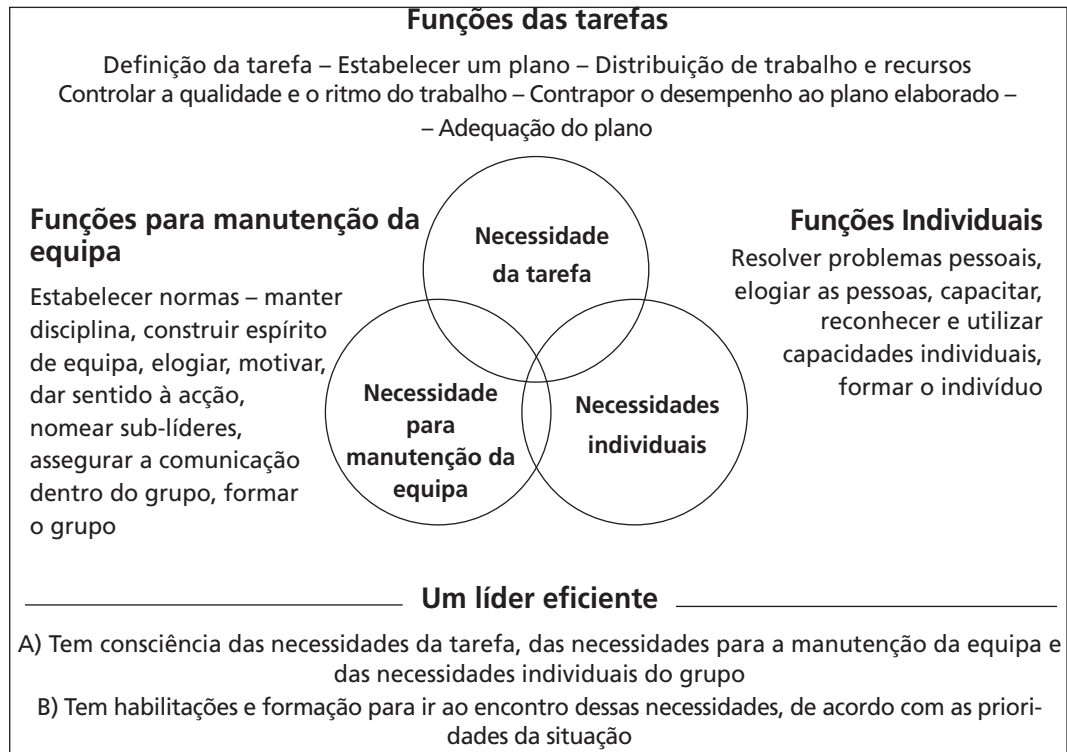 Funções das tarefas
Definição da tarefa – Estabelecer um plano – Distribuição de trabalho e recursos
Controlar a qualidade e o ritmo do trabalho – Contrapor o desempenho ao plano elaborado –
– Adequação do plano
Funções para manutenção da
equipa
Estabelecer normas – manter
disciplina, construir espírito
de equipa, elogiar, motivar,
dar sentido à acção,
nomear sub-líderes,
assegurar a comunicação
dentro do grupo, formar
o grupo
Necessidade
da tarefa
Necessidade
para
manutenção da
equipa
Necessidades
individuais
Funções Individuais
Resolver problemas pessoais,
elogiar as pessoas, capacitar,
reconhecer e utilizar
capacidades individuais,
formar o indivíduo
Um líder eficiente
A) Tem consciência das necessidades da tarefa, das necessidades para a manutenção da equipa e
das necessidades individuais do grupo
B) Tem habilitações e formação para ir ao encontro dessas necessidades, de acordo com as priori-
dades da situação